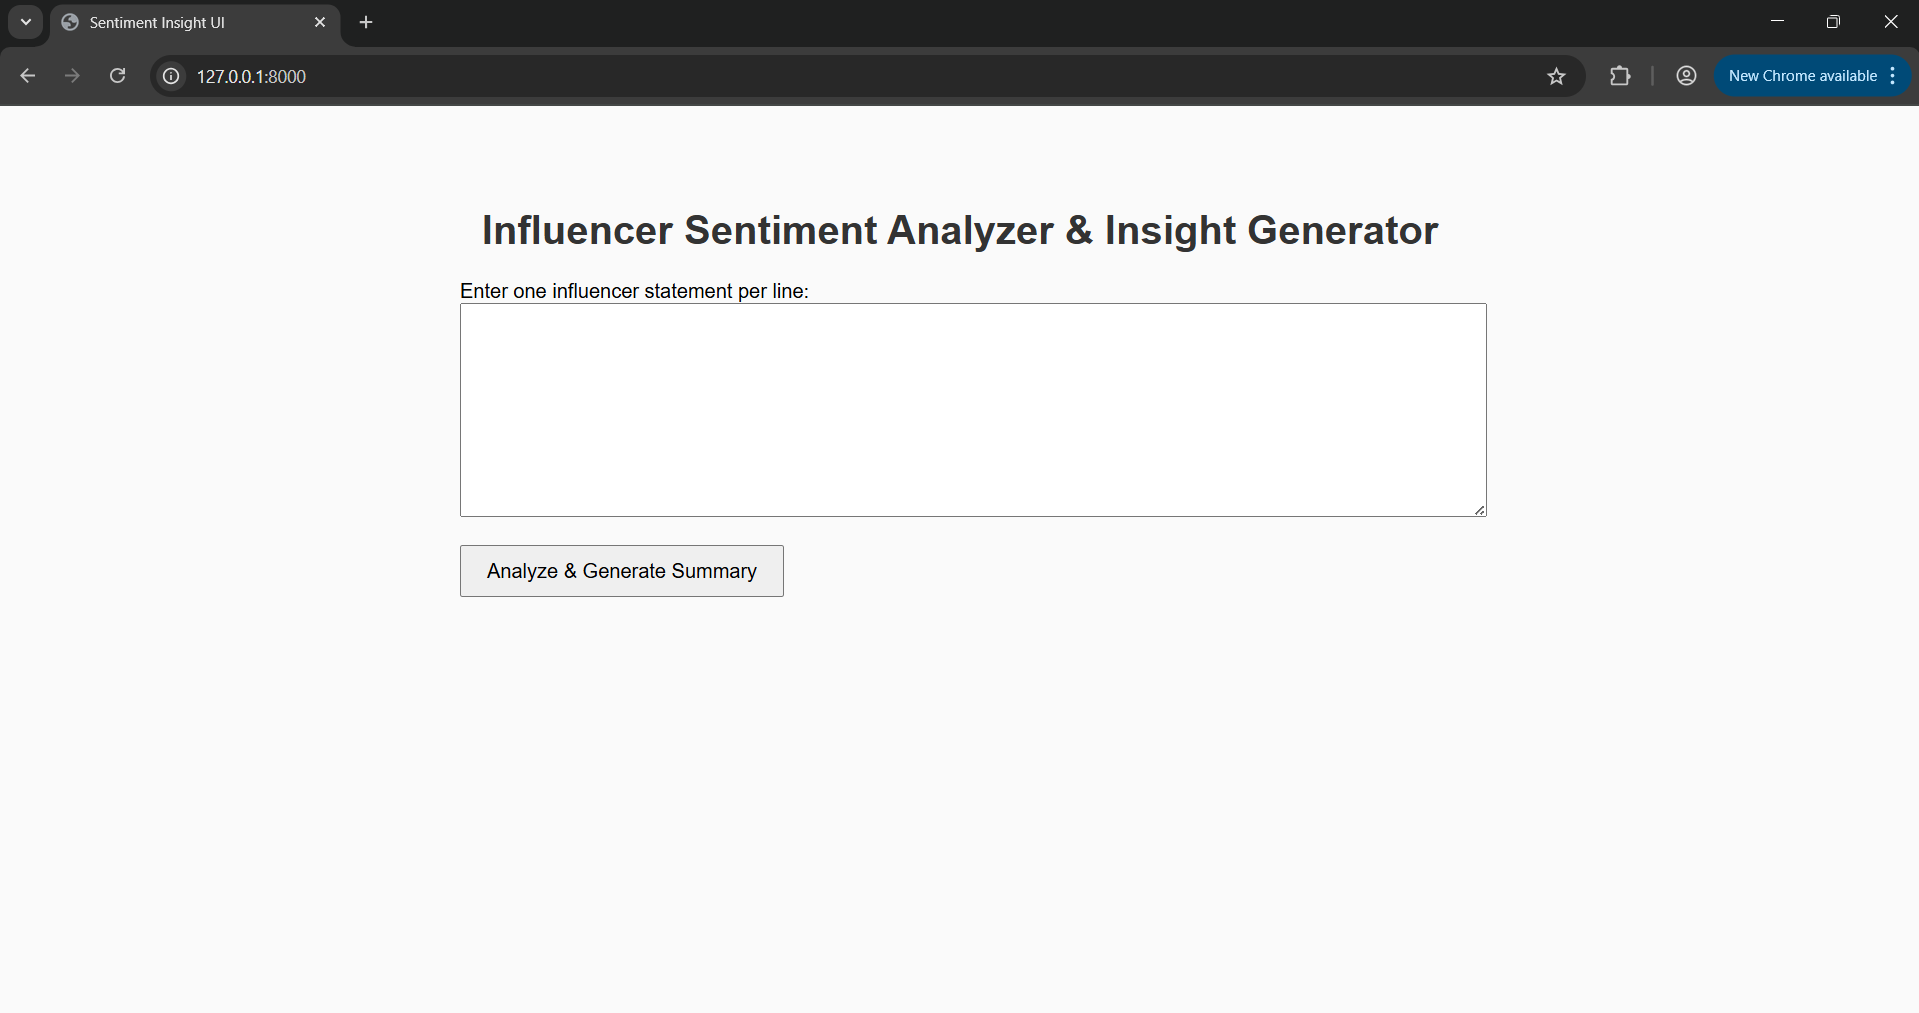 Sentiment Insight UI
127.0.0.1:8000
New Chrome available
Influencer Sentiment Analyzer & Insight Generator
Enter one influencer statement per line:
Analyze & Generate Summary